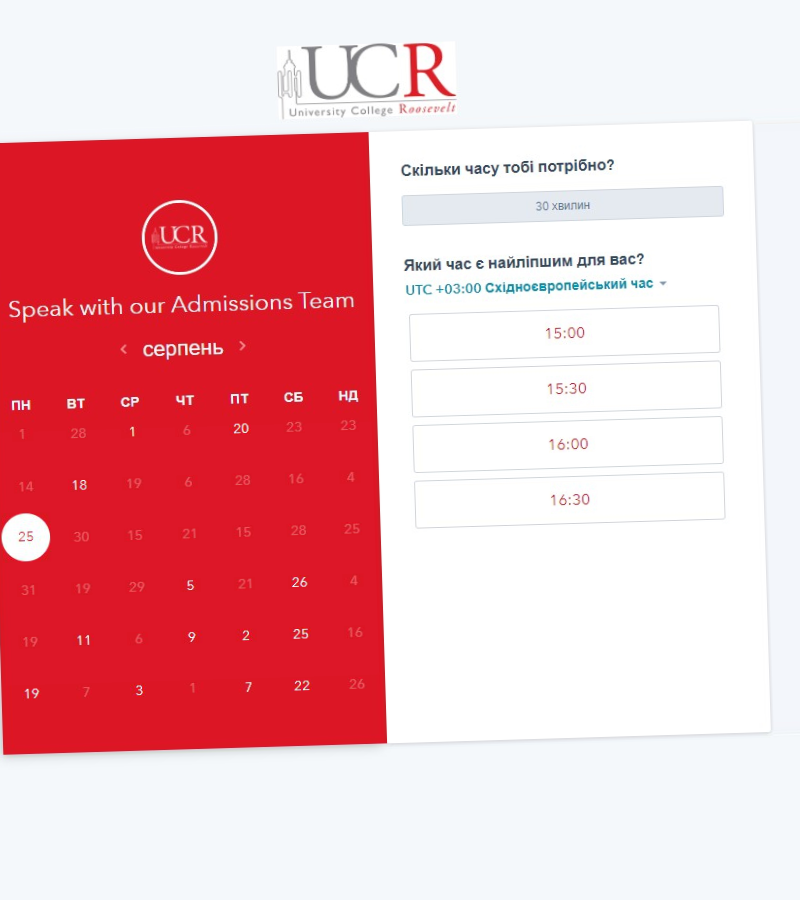 UCR
University College Roosevelt
UCR
Speak with our Admissions Team
серпень
ПН ВТ СР ЧТ ПТ СБ НД
1 28 1 6 20 23 23
14 18 19 6 28 16 4
25 30 15 21 15 28 25
31 19 29 5 21 26 4
19 11 6 9 2 25 16
19 7 3 1 7 22 26
Скільки часу тобі потрібно?
30 хвилин
Який час є найліпшим для вас?
UTC +03:00 Східноєвропейський час
15:00
15:30
16:00
16:30